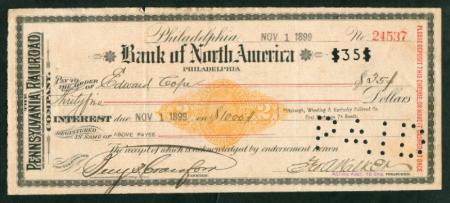 Philadelphia NOV 1 1899 No. 24537
Bank of North America $35$
PHILADELPHIA
THE PENNSYLVANIA RAILROAD COMPANY.
PAY TO THE ORDER OF Edward Cope $35
Thirty five Dollars
INTEREST due NOV 1 1899 on $1000
Pittsburgh, Wheeling & Kentucky Railroad Co.
REGISTERED IN NAME OF ABOVE PAYEE
PAID
The receipt of which is acknowledged by endorsement hereon